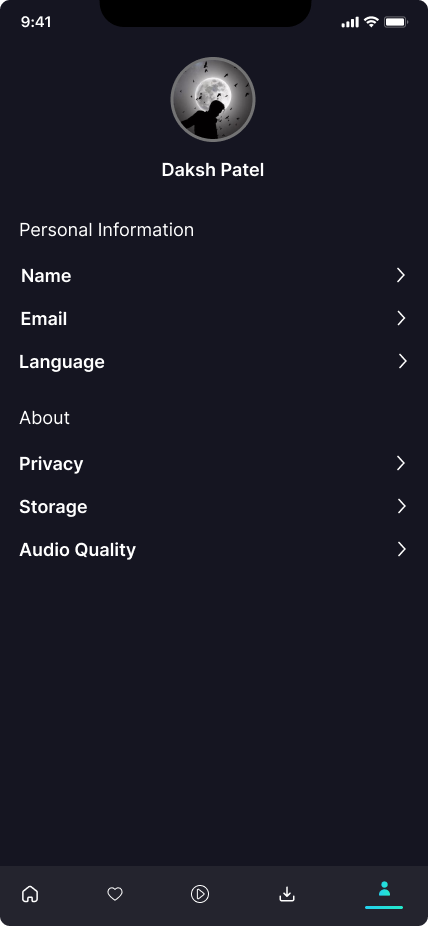 9:41
Daksh Patel
Personal Information
Name
Email
Language
About
Privacy
Storage
Audio Quality